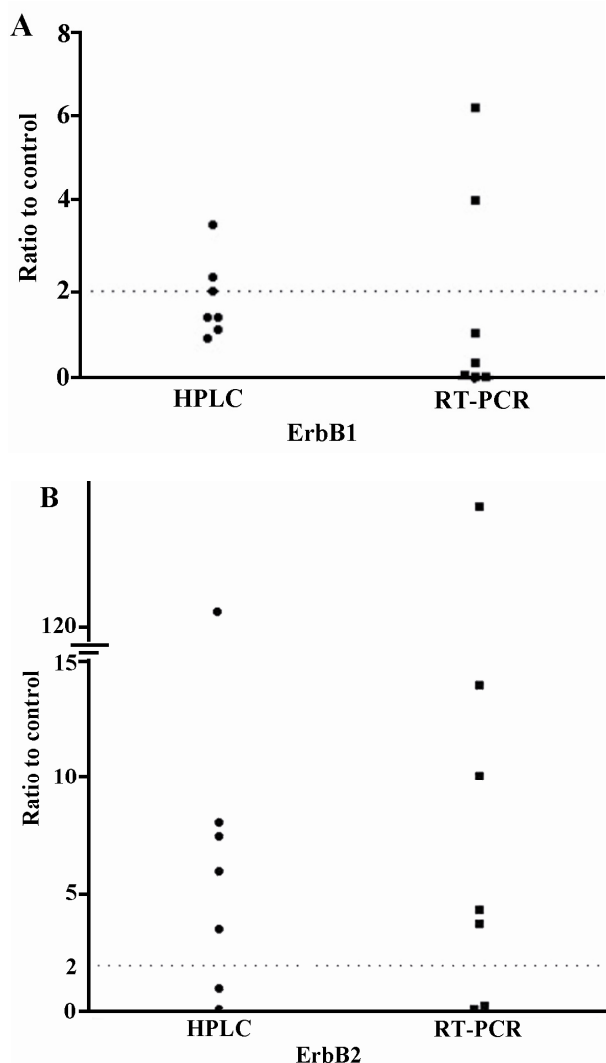 A
8
6
4
2
0
Ratio to control
HPLC RT-PCR
ErbB1
B
120
15
10
5
2
0
Ratio to control
HPLC RT-PCR
ErbB2